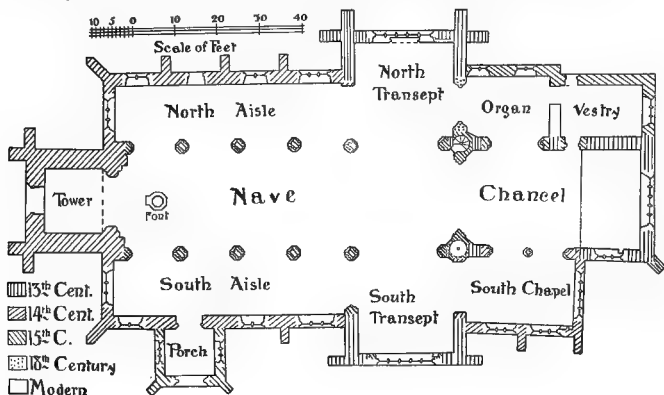 10 5 0 10 20 30 40
Scale of Feet
North Aisle
North
Transept
Organ
Vestry
Tower
Font
Nave
Chancel
South Aisle
South
Transept
South Chapel
Porch
13th Cent.
14th Cent.
15th C.
18th Century
Modern